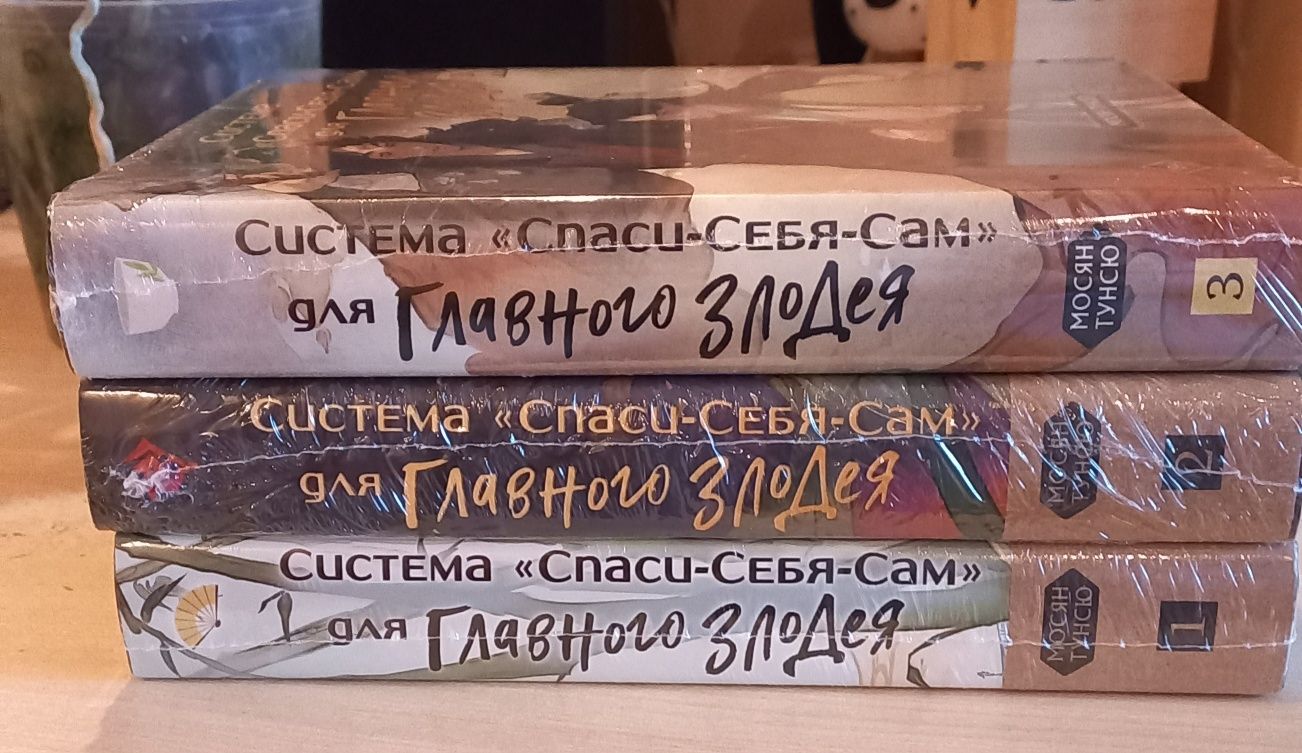 Система «Спаси-Себя-Сам»
для Главного Злодея
МОСЯН
ТУНСЮ
3
Система «Спаси-Себя-Сам»
для Главного Злодея
МОСЯН
ТУНСЮ
2
Система «Спаси-Себя-Сам»
для Главного Злодея
МОСЯН
ТУНСЮ
1